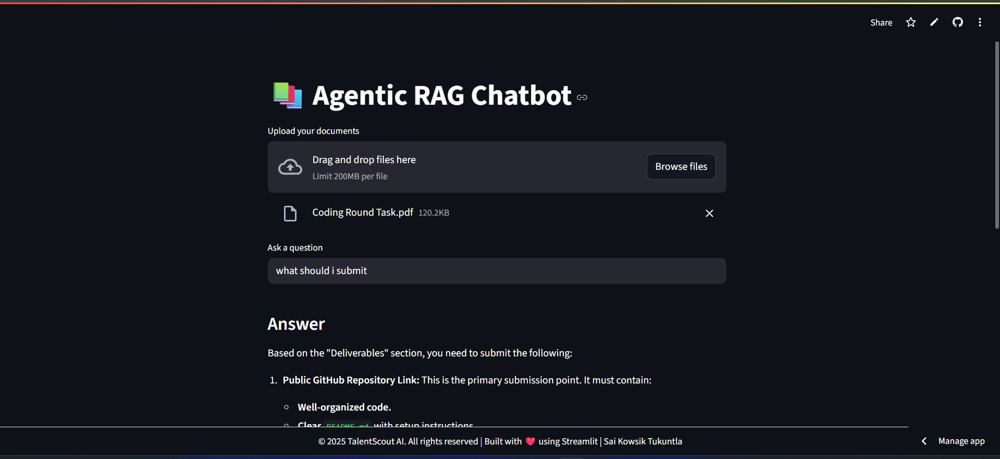 Share
Agentic RAG Chatbot
Upload your documents
Drag and drop files here
Limit 200MB per file
Browse files
Coding Round Task.pdf 120.2KB
Ask a question
what should i submit
Answer
Based on the "Deliverables" section, you need to submit the following:
1. Public GitHub Repository Link: This is the primary submission point. It must contain:
Well-organized code.
Clear README.md with setup instructions
© 2025 TalentScout AI. All rights reserved | Built with ❤️ using Streamlit | Sai Kowsik Tukuntla
Manage app